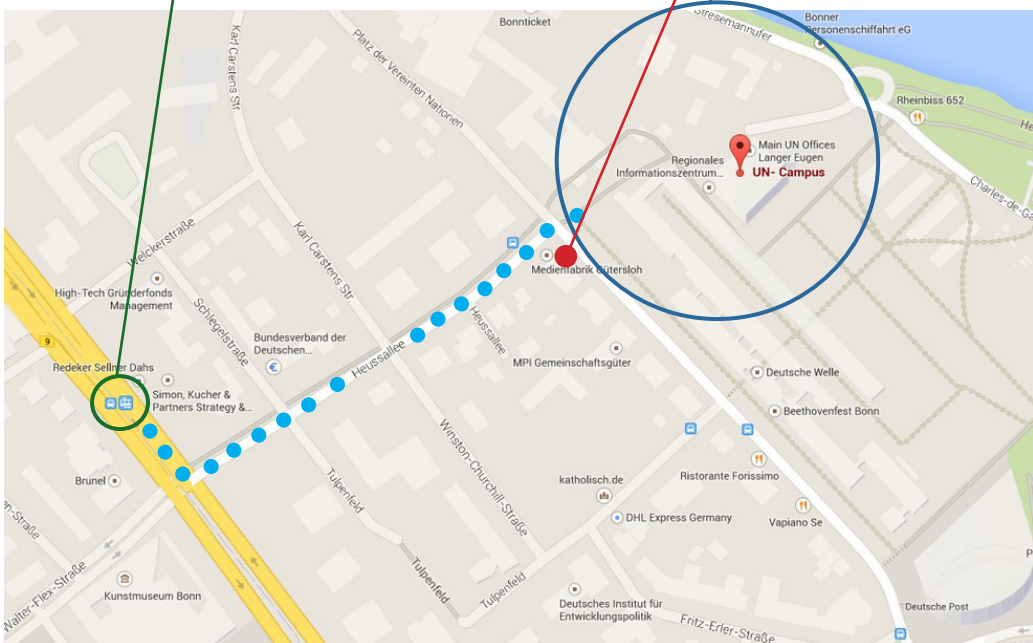 Bonnticket
Stresemannufer
Bonner
Personenschiffahrt eG
Karl Carstens Str
Platz der Vereinten Nationen
Rheinbiss 652
Main UN Offices
Langer Eugen
UN- Campus
Regionales
Informationszentrum...
Charles-de-Ga
Welckerstraße
Karl Carstens Str
Medienfabrik Gütersloh
High-Tech Gründerfonds
Management
Schlegelstraße
Bundesverband der
Deutschen...
€
Heussallee
Heussallee
9
MPI Gemeinschaftsgüter
Redeker Sellner Dahs
Deutsche Welle
Simon, Kucher &
Partners Strategy &...
Beethovenfest Bonn
Winston-Churchill-Straße
Brunel
Tulpenfeld
katholisch.de
Ristorante Forissimo
DHL Express Germany
Vapiano Se
en-Straße
Walter-Flex-Straße
Kunstmuseum Bonn
Tulpenfeld
Tulpenfeld
Deutsches Institut für
Entwicklungspolitik
Fritz-Erler-Straße
Deutsche Post
P